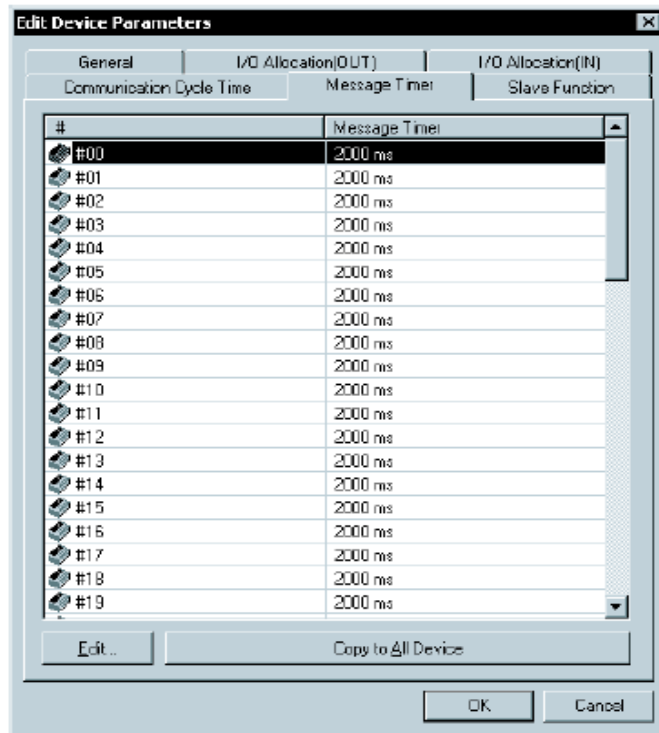 Edit Device Parameters
General I/O Allocation(OUT) I/O Allocation(IN)
Communication Cycle Time Message Timer Slave Function
# Message Timer
#00 2000 ms
#01 2000 ms
#02 2000 ms
#03 2000 ms
#04 2000 ms
#05 2000 ms
#06 2000 ms
#07 2000 ms
#08 2000 ms
#09 2000 ms
#10 2000 ms
#11 2000 ms
#12 2000 ms
#13 2000 ms
#14 2000 ms
#15 2000 ms
#16 2000 ms
#17 2000 ms
#18 2000 ms
#19 2000 ms
Edit... Copy to All Device
OK Cancel